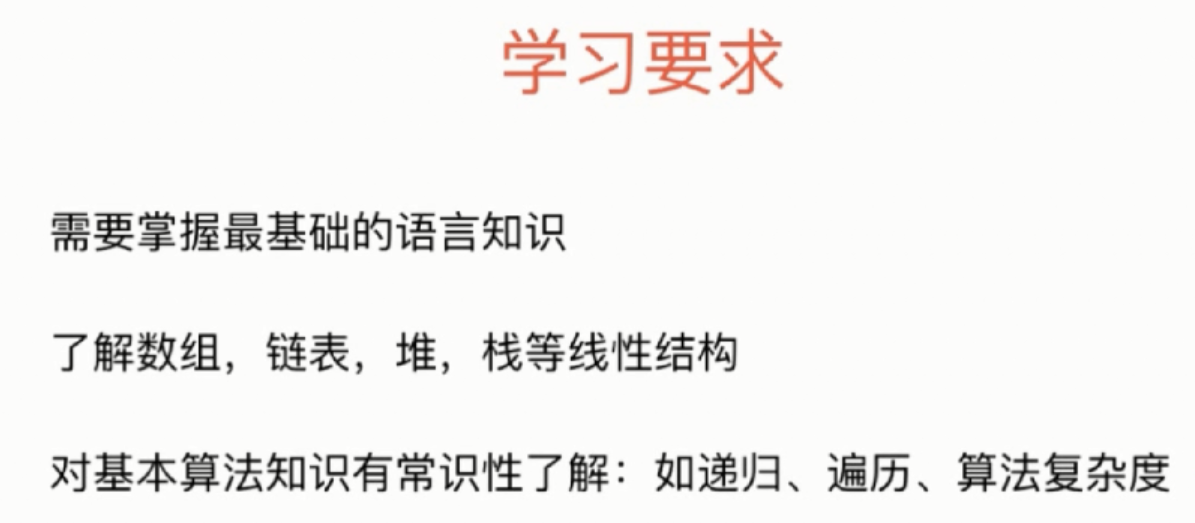 学习要求
需要掌握最基础的语言知识
了解数组，链表，堆，栈等线性结构
对基本算法知识有常识性了解：如递归、遍历、算法复杂度